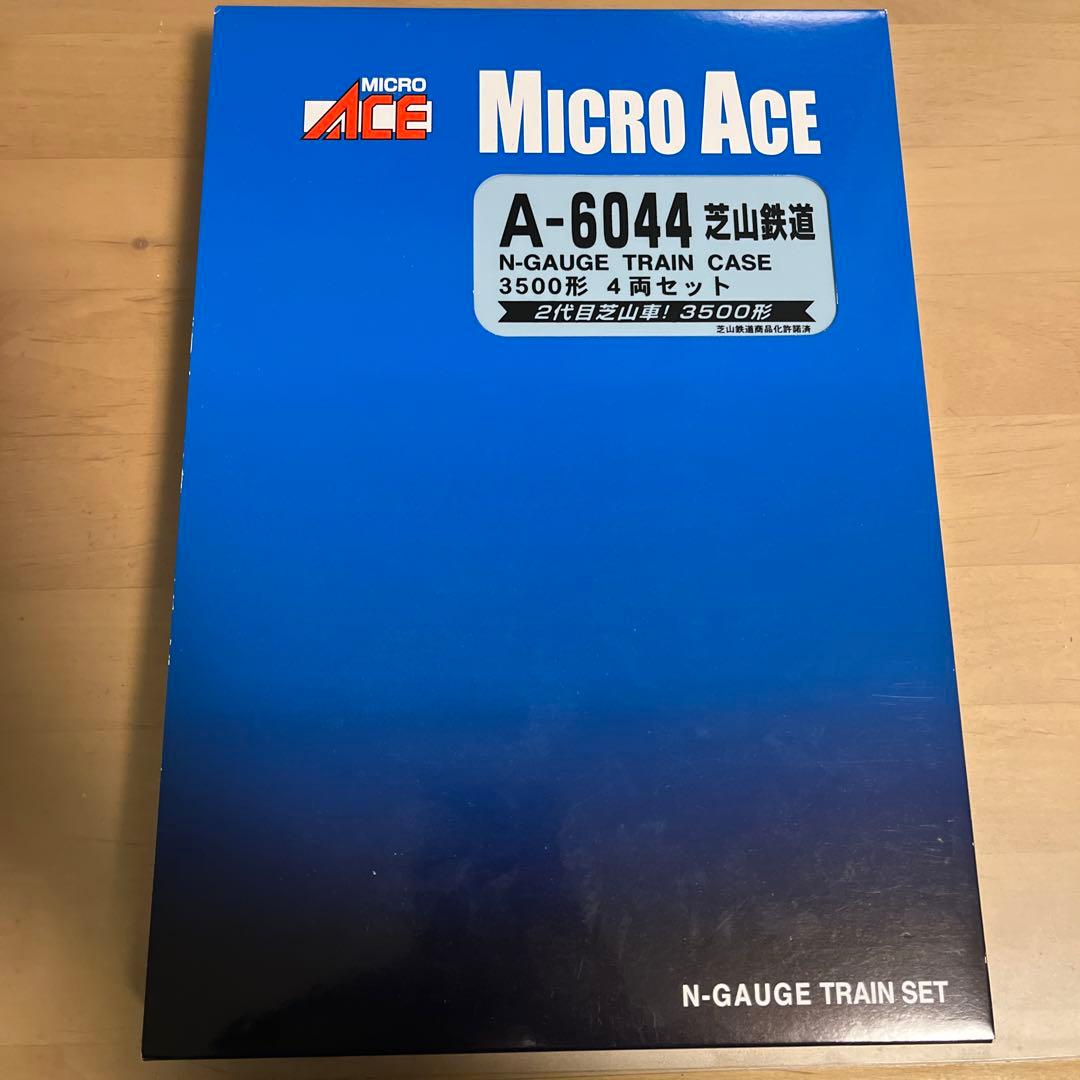 MICRO
ACE
MICRO ACE
A-6044 芝山鉄道
N-GAUGE TRAIN CASE
3500形 4両セット
2代目芝山車! 3500形
芝山鉄道商品化許諾済
N-GAUGE TRAIN SET